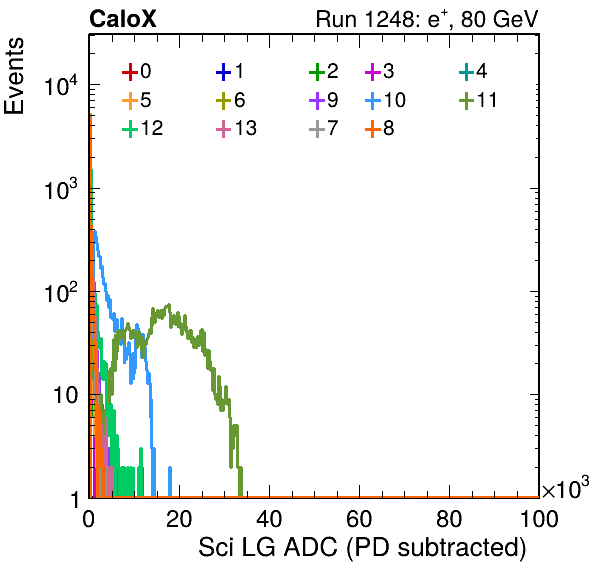 CaloX Run 1248: e⁺, 80 GeV
Events
0 1 2 3 4
5 6 9 10 11
12 13 7 8
10⁴
10³
10²
10
1
0 20 40 60 80 100
×10³
Sci LG ADC (PD subtracted)